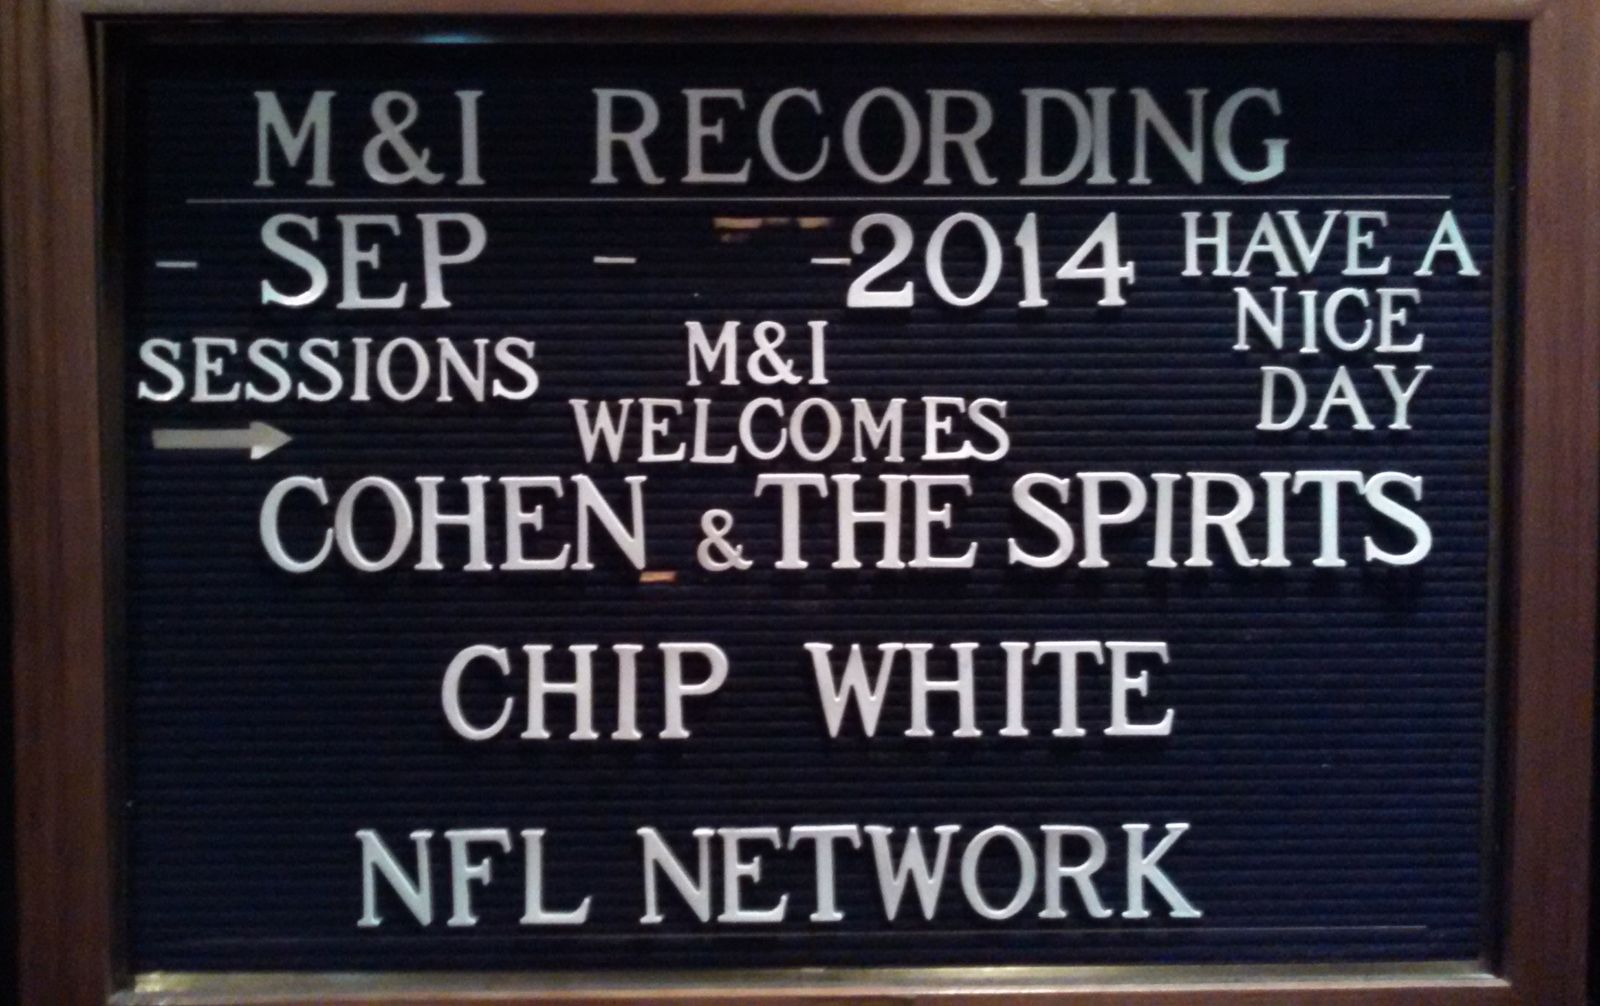 M&I RECORDING
- SEP - -2014 HAVE A
NICE
SESSIONS M&I
DAY
WELCOMES
COHEN & THE SPIRITS
CHIP WHITE
NFL NETWORK